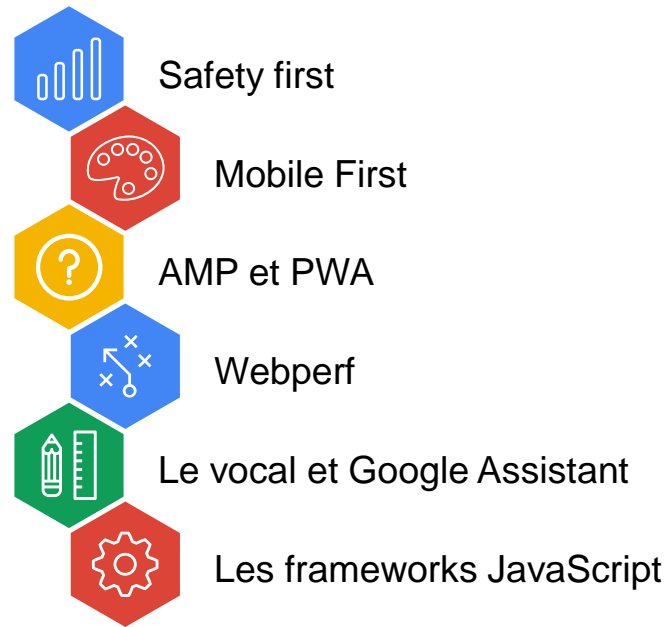 Safety first
Mobile First
AMP et PWA
Webperf
Le vocal et Google Assistant
Les frameworks JavaScript